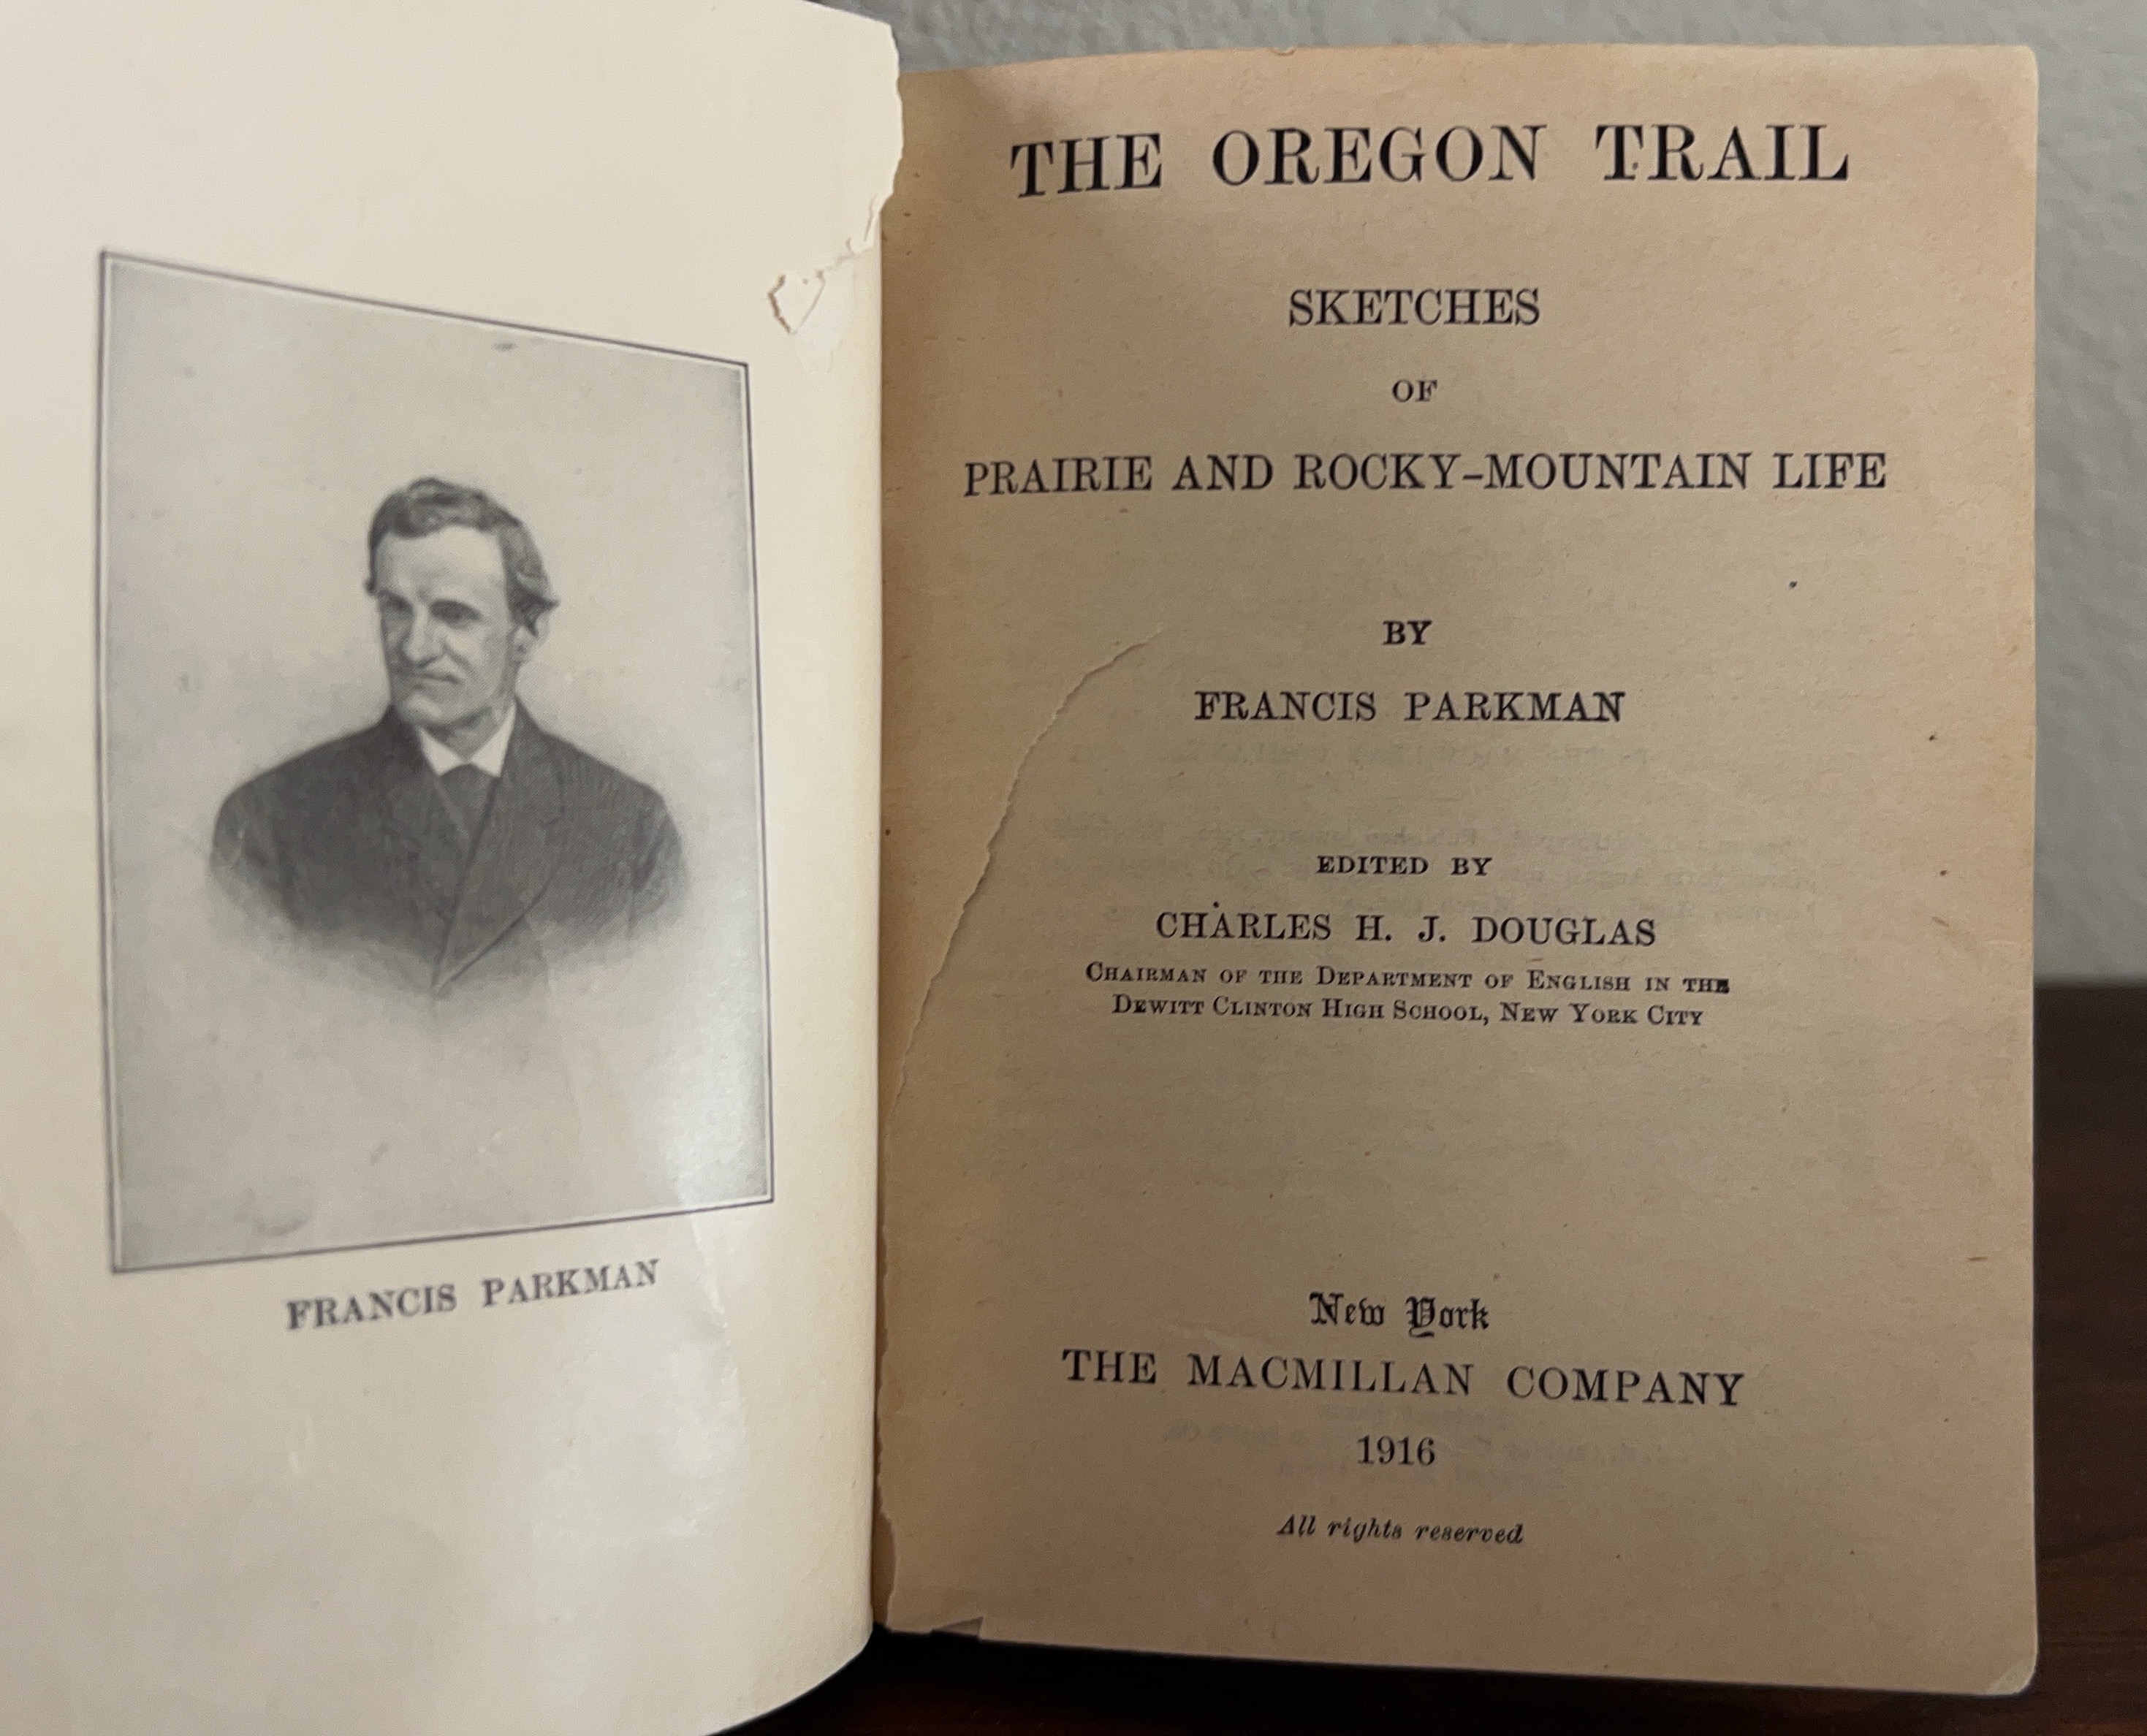 FRANCIS PARKMAN
THE OREGON TRAIL
SKETCHES
OF
PRAIRIE AND ROCKY-MOUNTAIN LIFE
BY
FRANCIS PARKMAN
EDITED BY
CHARLES H. J. DOUGLAS
CHAIRMAN OF THE DEPARTMENT OF ENGLISH IN THE
DEWITT CLINTON HIGH SCHOOL, NEW YORK CITY
New York
THE MACMILLAN COMPANY
1916
All rights reserved